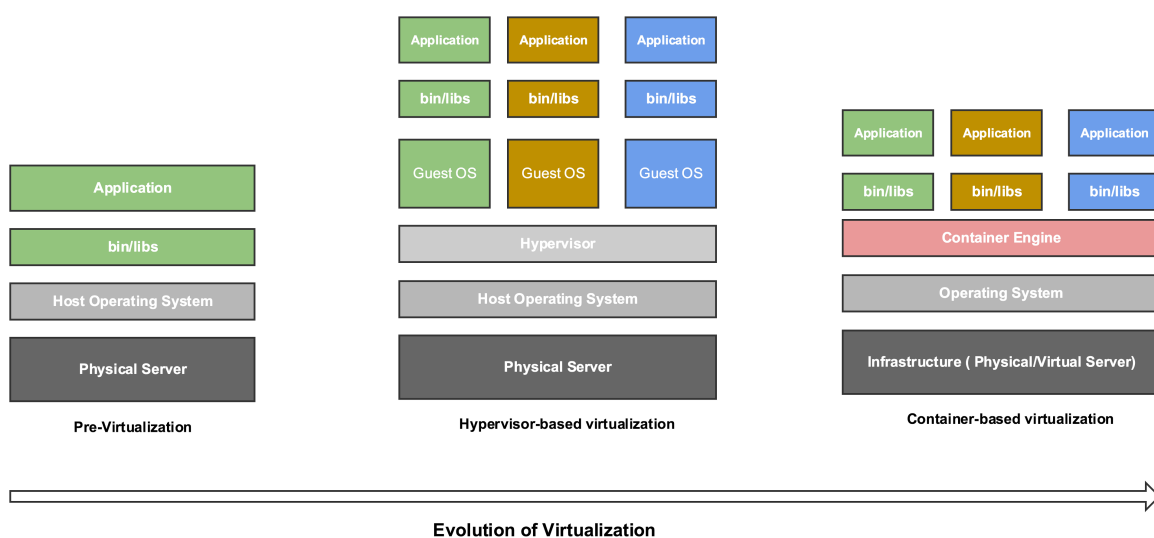 Application
bin/libs
Host Operating System
Physical Server
Pre-Virtualization
Application Application Application
bin/libs bin/libs bin/libs
Guest OS Guest OS Guest OS
Hypervisor
Host Operating System
Physical Server
Hypervisor-based virtualization
Application Application Application
bin/libs bin/libs bin/libs
Container Engine
Operating System
Infrastructure ( Physical/Virtual Server)
Container-based virtualization
Evolution of Virtualization